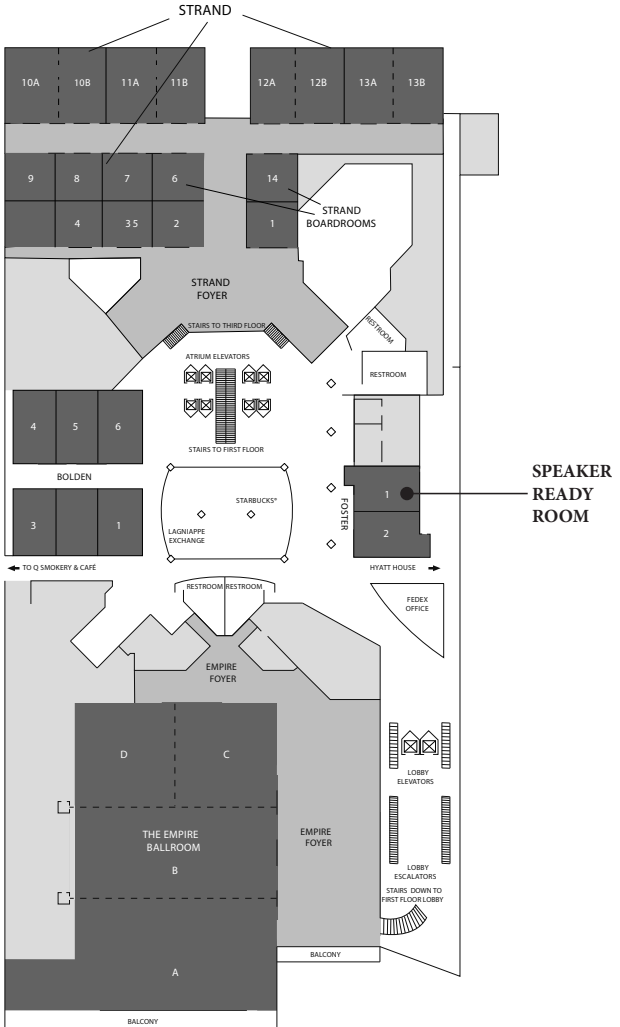 STRAND
10A
10B
11A
11B
12A
12B
13A
13B
9
8
7
6
14
4
3 5
2
1
STRAND
BOARDROOMS
STRAND
FOYER
STAIRS TO THIRD FLOOR
RESTROOM
ATRIUM ELEVATORS
RESTROOM
4
5
6
STAIRS TO FIRST FLOOR
BOLDEN
STARBUCKS®
LAGNIAPPE
EXCHANGE
FOSTER
1
2
SPEAKER
READY
ROOM
3
1
TO Q SMOKERY & CAFÉ
HYATT HOUSE
RESTROOM
RESTROOM
FEDEX
OFFICE
EMPIRE
FOYER
D
C
LOBBY
ELEVATORS
THE EMPIRE
BALLROOM
B
EMPIRE
FOYER
LOBBY
ESCALATORS
STAIRS DOWN TO
FIRST FLOOR LOBBY
BALCONY
A
BALCONY